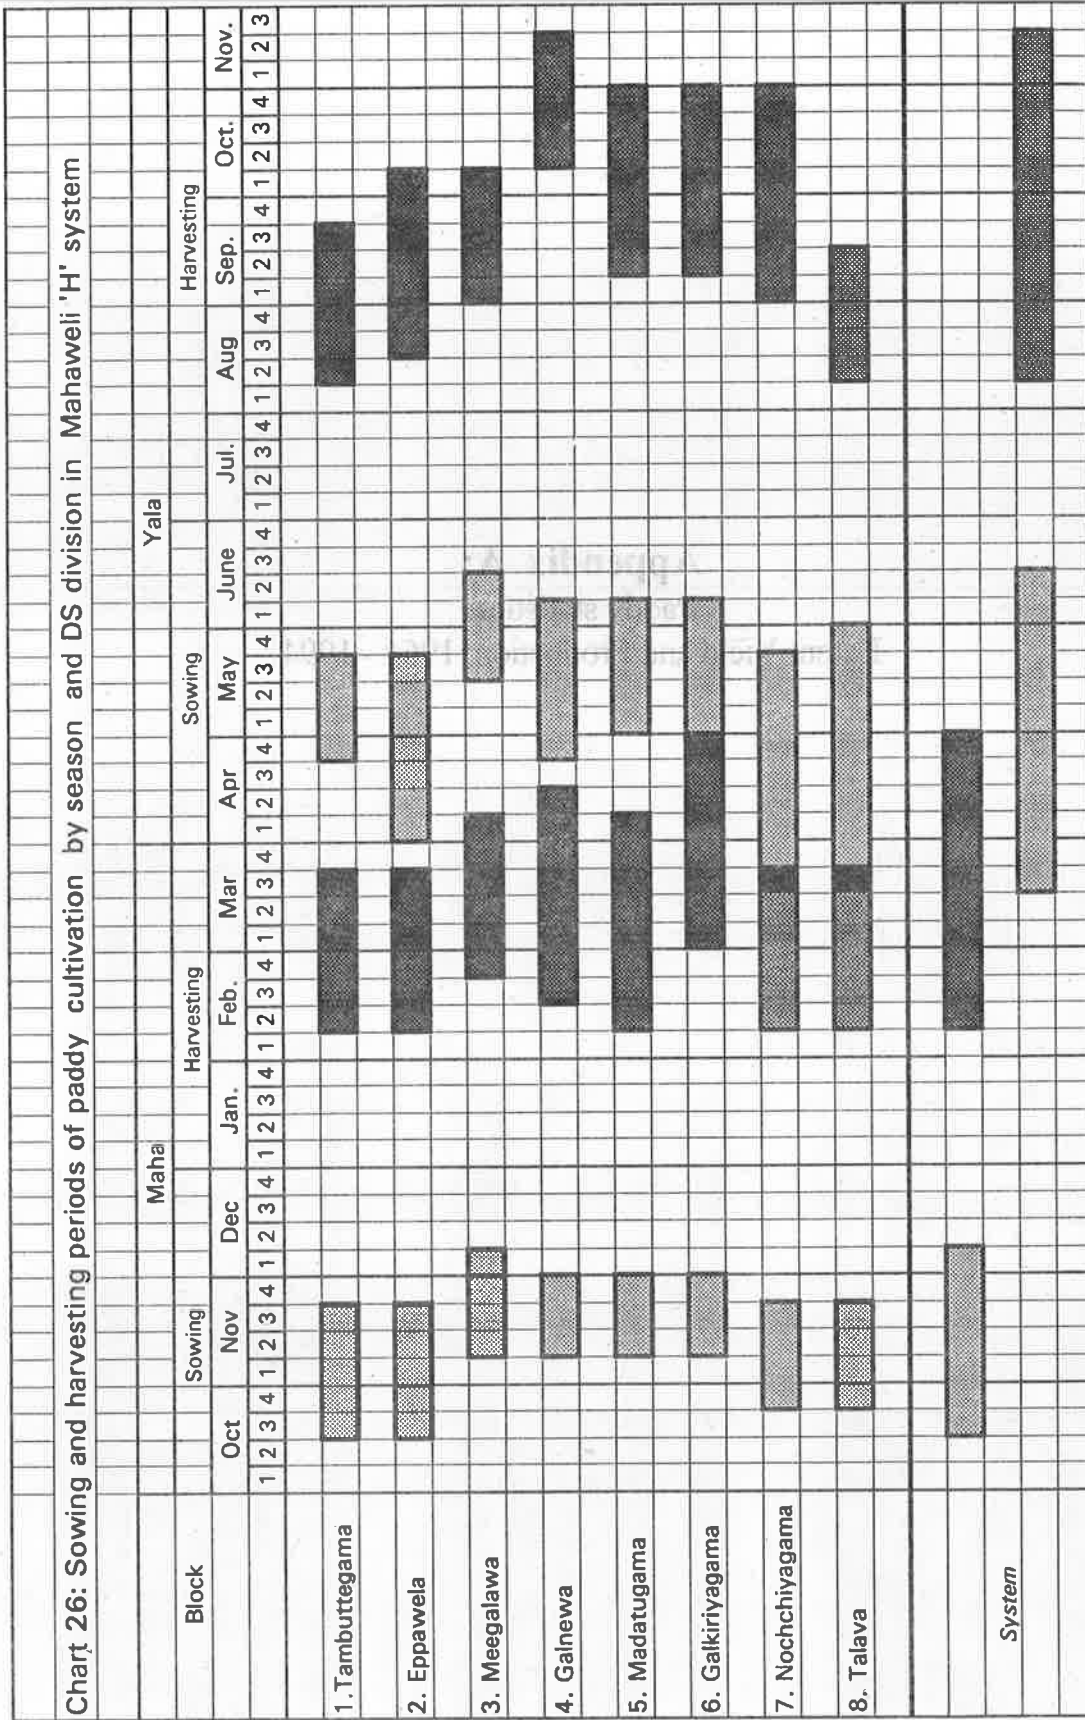 Chart 26: Sowing and harvesting periods of paddy cultivation by season and DS division in Mahaweli 'H' system
Maha Yala
Block Sowing Harvesting Sowing Harvesting
Oct Nov Dec Jan. Feb. Mar Apr May June Jul. Aug Sep. Oct. Nov.
1 2 3 4 1 2 3 4 1 2 3 4 1 2 3 4 1 2 3 4 1 2 3 4 1 2 3 4 1 2 3 4 1 2 3 4 1 2 3 4 1 2 3 4 1 2 3 4 1 2 3 4 1 2 3
1. Tambuttegama
2. Eppawela
3. Meegalawa
4. Galnewa
5. Madatugama
6. Galkiriyagama
7. Nochchiyagama
8. Talava
System